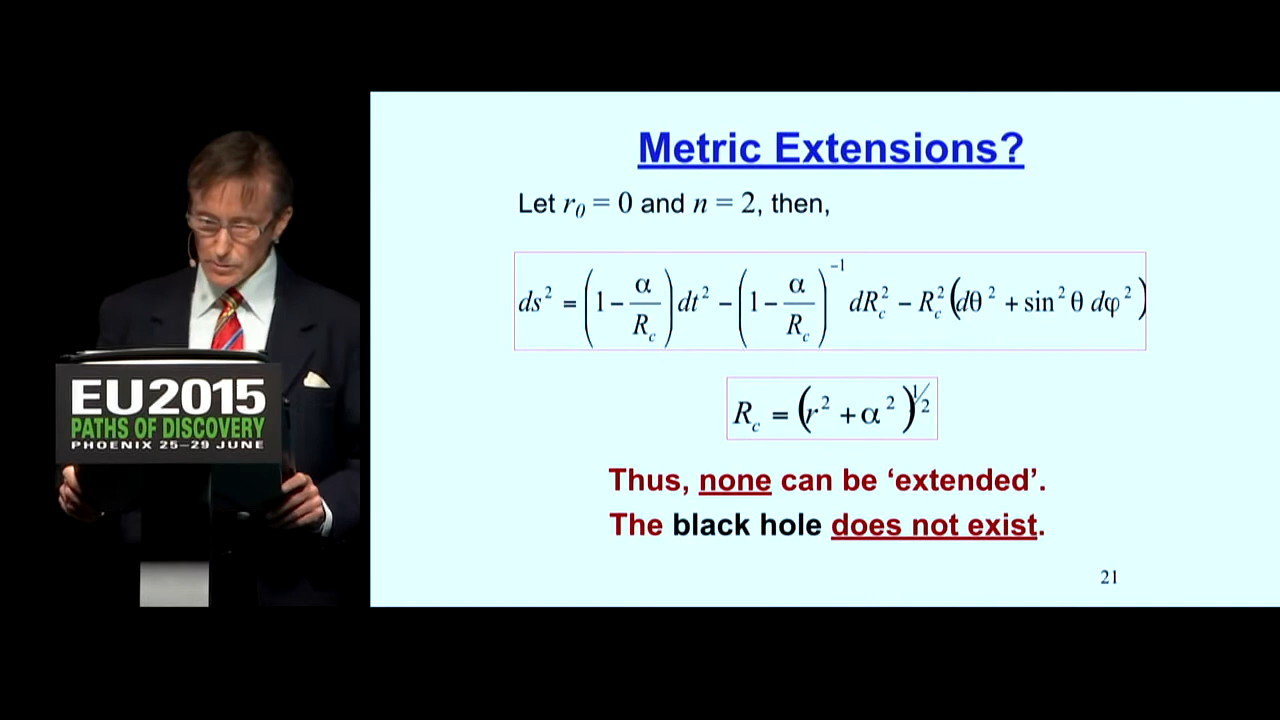 Metric Extensions?
Let r₀ = 0 and n = 2, then,
ds² = (1 − α/R_c) dt² − (1 − α/R_c)⁻¹ dR_c² − R_c² (dθ² + sin²θ dφ²)
R_c = (r² + α²)^½
Thus, none can be ‘extended’.
The black hole does not exist.
21
EU2015
PATHS OF DISCOVERY
PHOENIX 25–29 JUNE